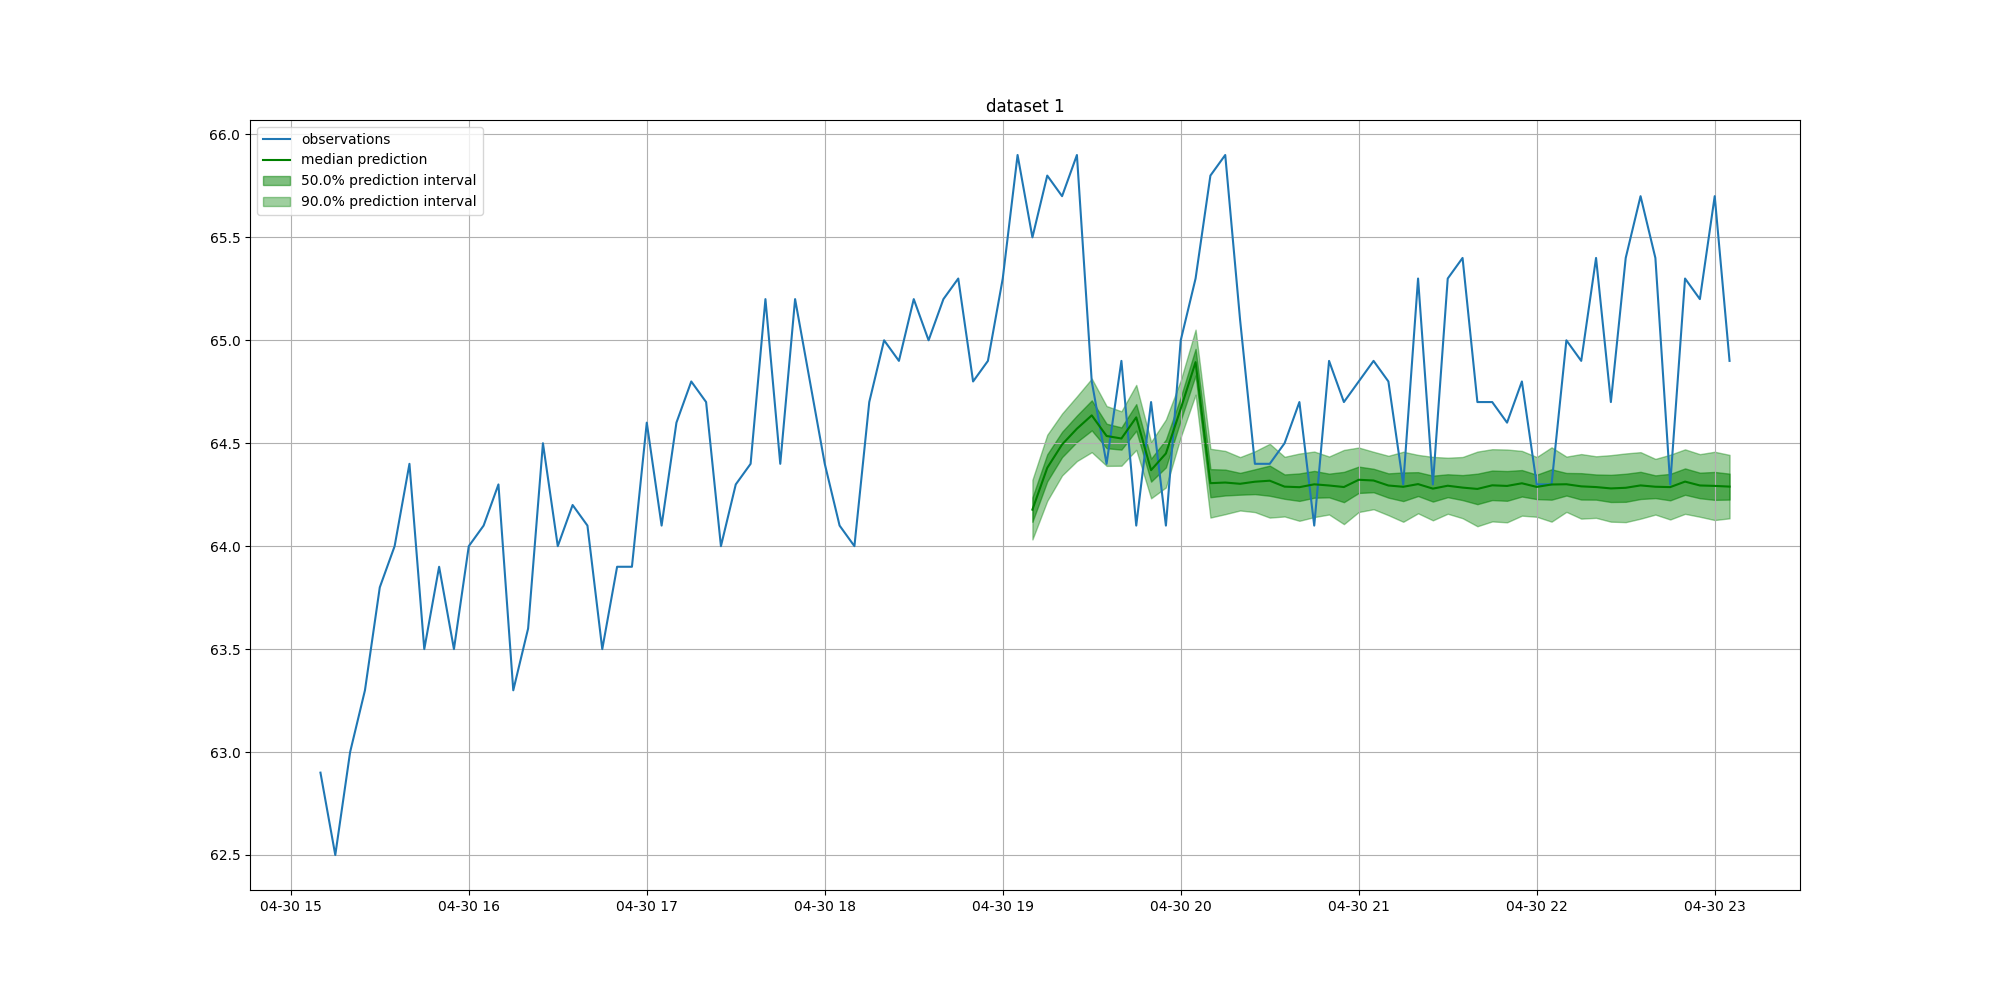 dataset 1
observations
median prediction
50.0% prediction interval
90.0% prediction interval
66.0
65.5
65.0
64.5
64.0
63.5
63.0
62.5
04-30 15 04-30 16 04-30 17 04-30 18 04-30 19 04-30 20 04-30 21 04-30 22 04-30 23